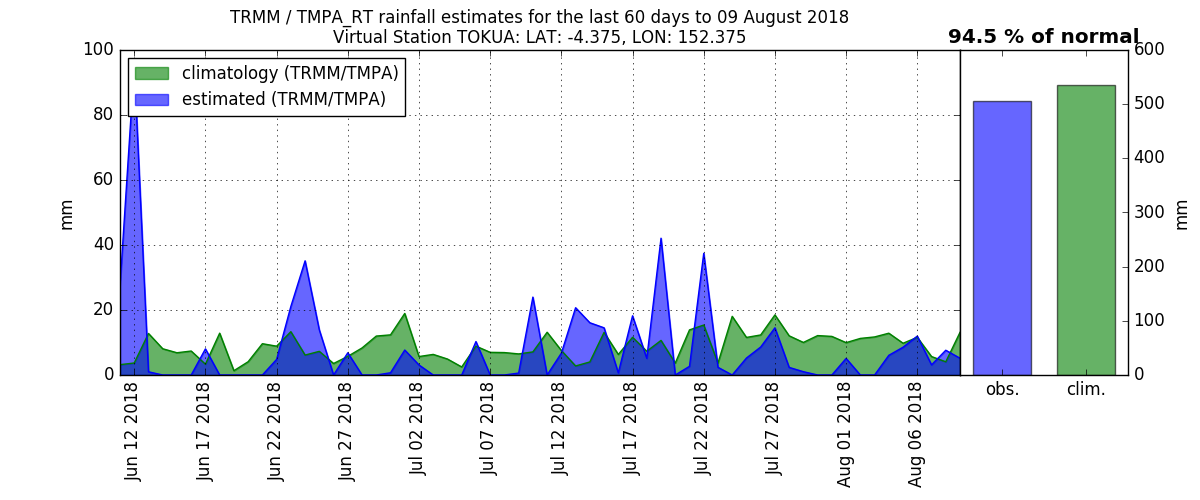 TRMM / TMPA_RT rainfall estimates for the last 60 days to 09 August 2018
Virtual Station TOKUA: LAT: -4.375, LON: 152.375
94.5 % of normal
climatology (TRMM/TMPA)
estimated (TRMM/TMPA)
100
80
60
40
20
0
mm
Jun 12 2018
Jun 17 2018
Jun 22 2018
Jun 27 2018
Jul 02 2018
Jul 07 2018
Jul 12 2018
Jul 17 2018
Jul 22 2018
Jul 27 2018
Aug 01 2018
Aug 06 2018
obs.
clim.
600
500
400
300
200
100
0
mm